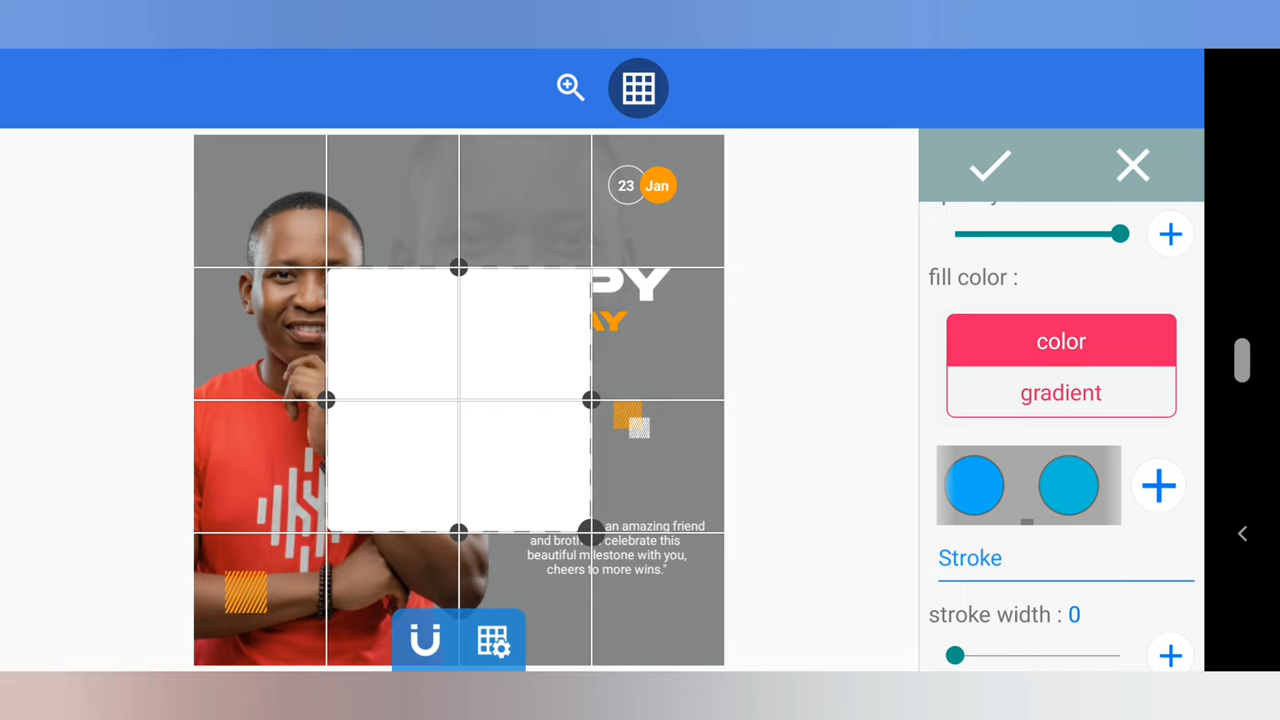 23 Jan
PY
AY
an amazing friend
and broth celebrate this
beautiful milestone with you,
cheers to more wins."
fill color :
color
gradient
Stroke
stroke width : 0